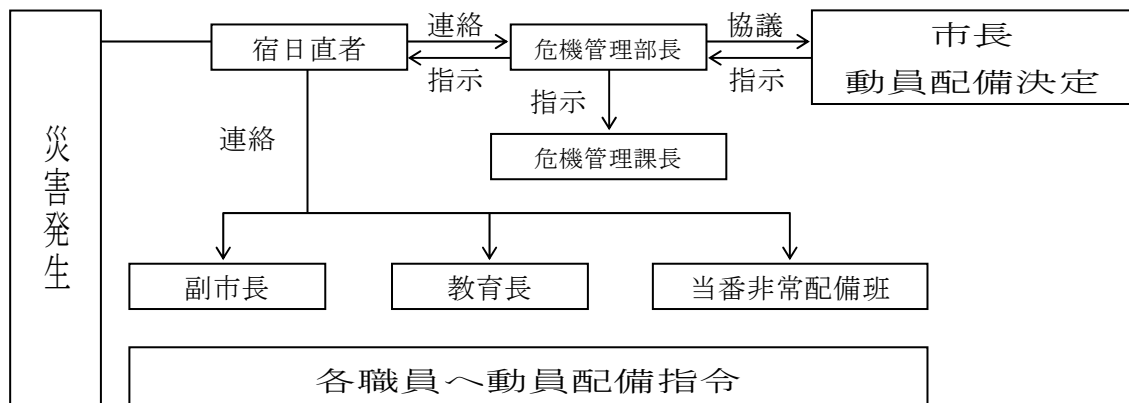 災害発生
宿日直者
連絡
指示
危機管理部長
協議
指示
市長
動員配備決定
指示
危機管理課長
連絡
副市長
教育長
当番非常配備班
各職員へ動員配備指令